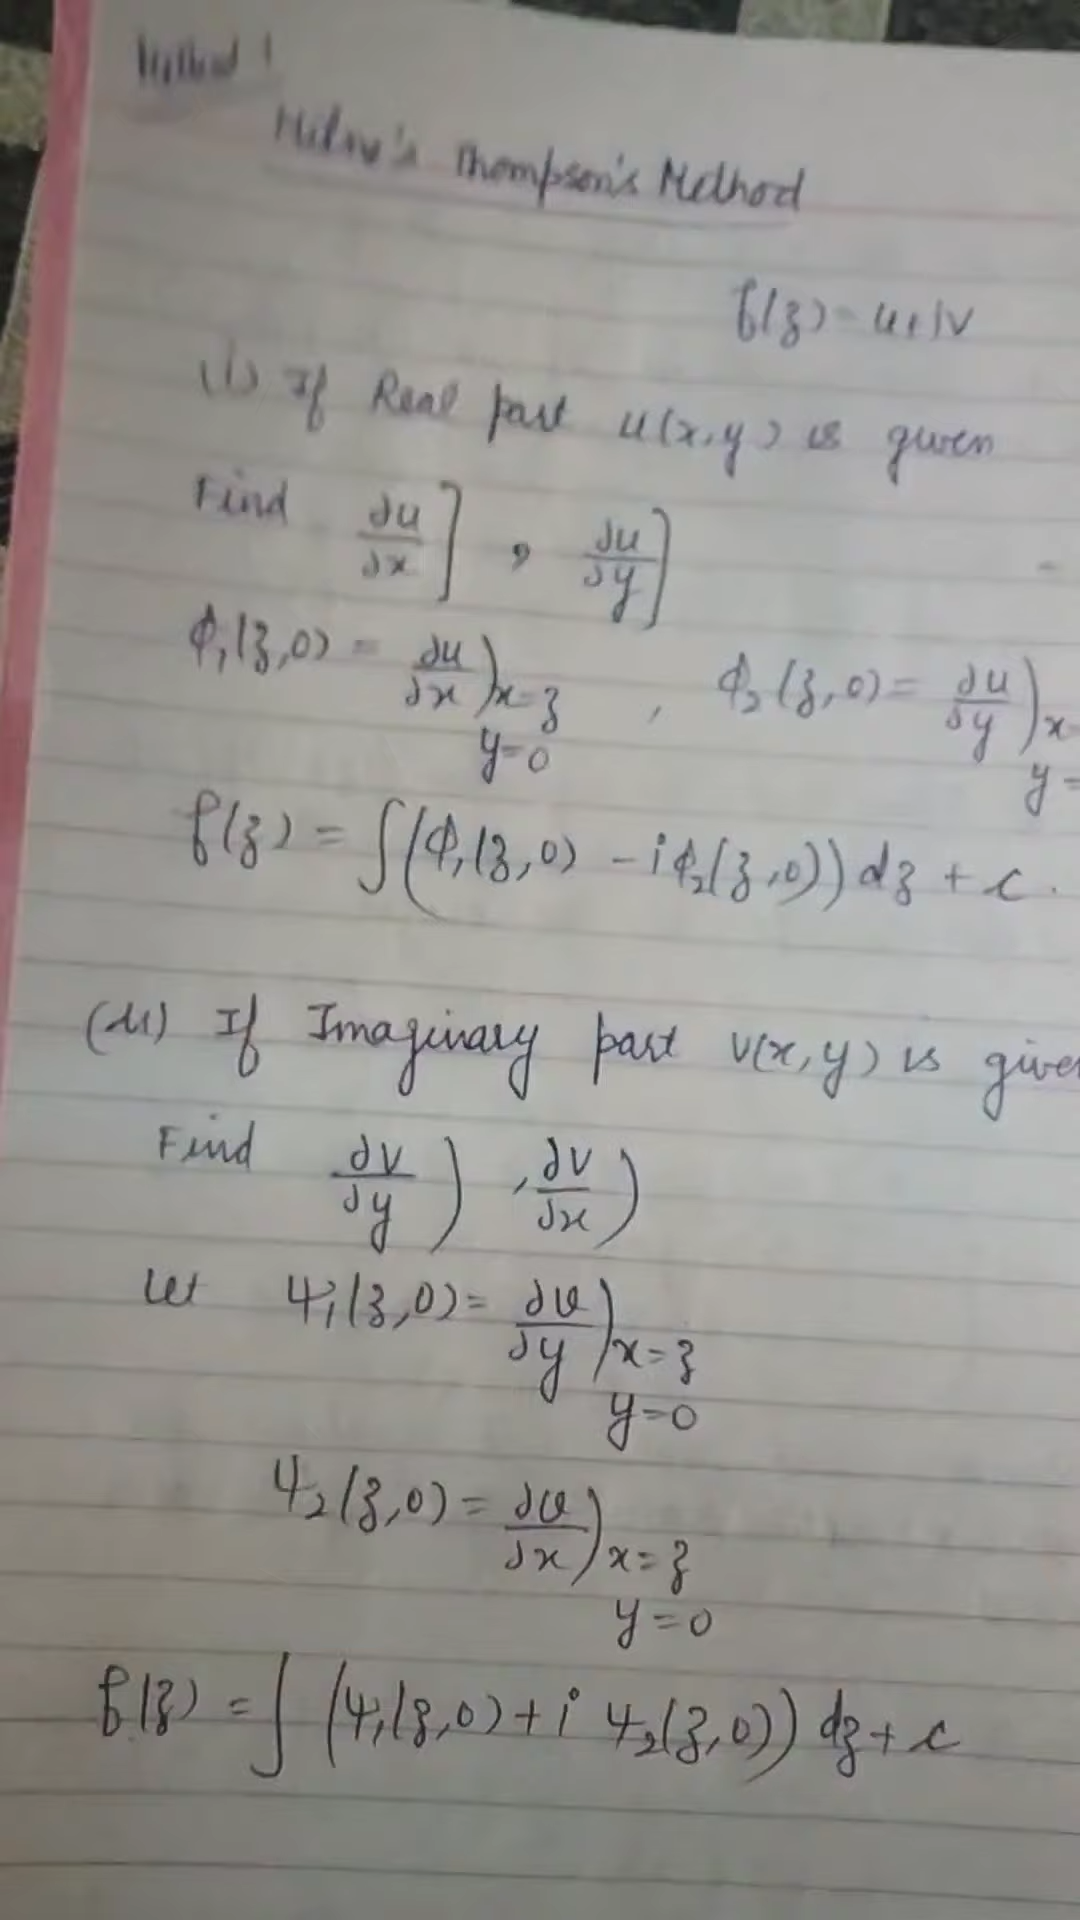 Method 1
Milne's Thompson's Method
f(z) = u+iv
(i) If Real part u(x,y) is given
Find ∂u/∂x ] , ∂u/∂y ]
ϕ₁(z,0) = ∂u/∂x ) x=z y=0 , ϕ₂(z,0) = ∂u/∂y ) x= y=
f(z) = ∫(ϕ₁(z,0) - iϕ₂(z,0)) dz + c.
(ii) If Imaginary part v(x,y) is given
Find ∂v/∂y ) , ∂v/∂x )
Let ψ₁(z,0) = ∂v/∂y ) x=z y=0
ψ₂(z,0) = ∂v/∂x ) x=z y=0
f(z) = ∫ (ψ₁(z,0) + i ψ₂(z,0)) dz + c